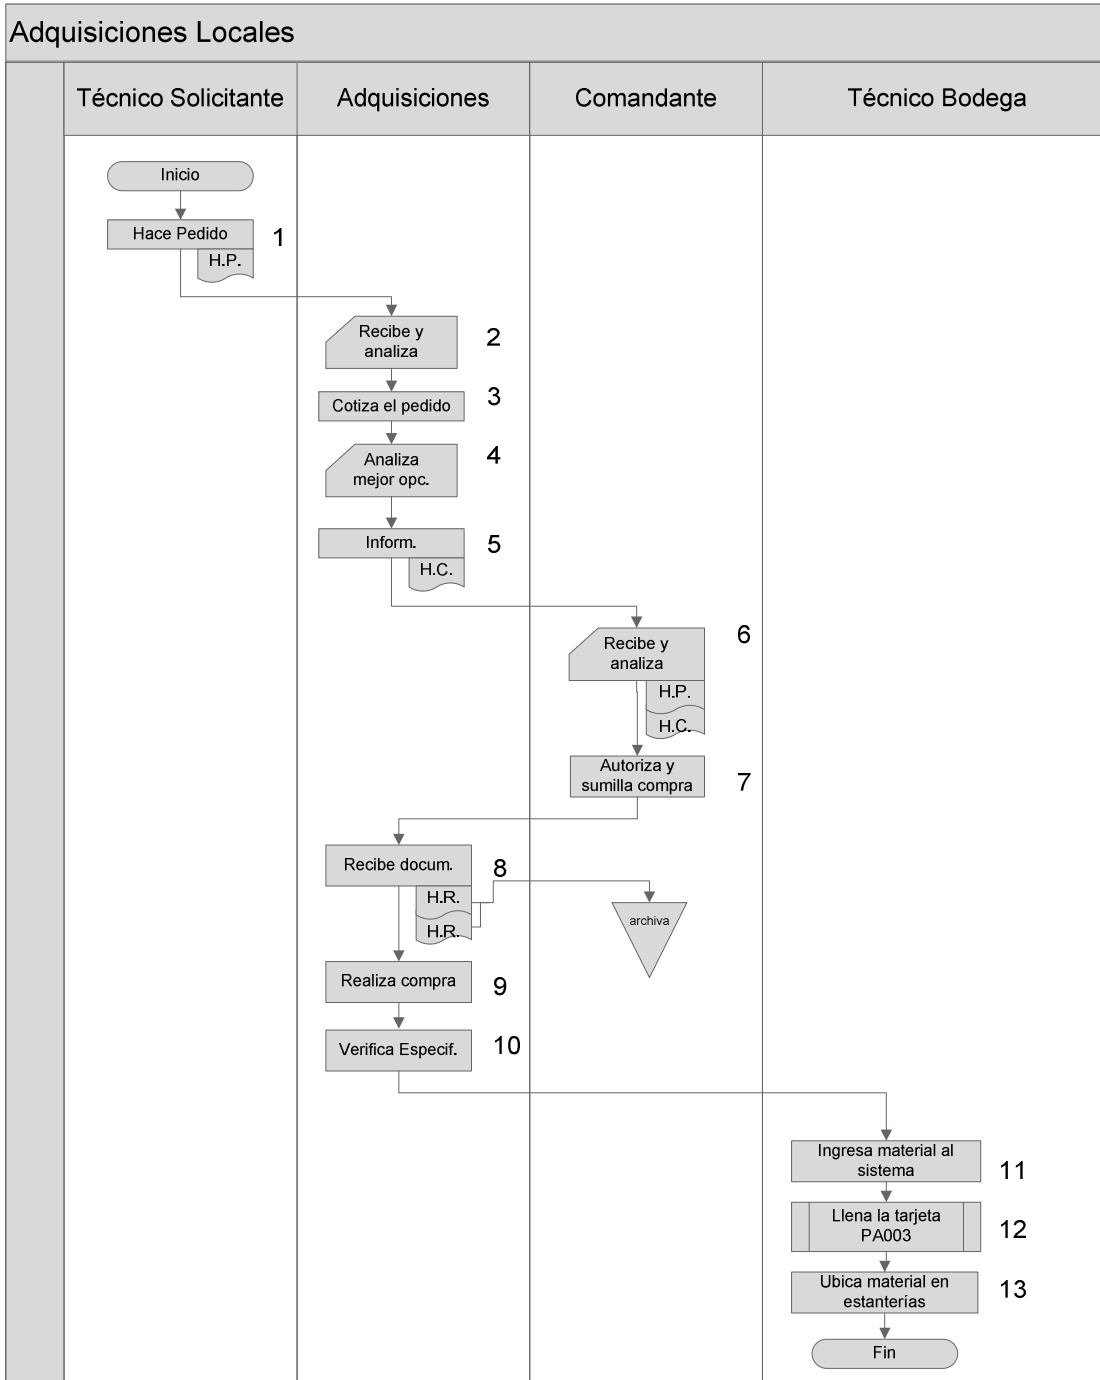 Adquisiciones Locales
Técnico Solicitante
Adquisiciones
Comandante
Técnico Bodega
Inicio
Hace Pedido
1
H.P.
Recibe y
analiza
2
Cotiza el pedido
3
Analiza
mejor opc.
4
Inform.
5
H.C.
Recibe y
analiza
6
H.P.
H.C.
Autoriza y
sumilla compra
7
Recibe docum.
8
H.R.
H.R.
archiva
Realiza compra
9
Verifica Especif.
10
Ingresa material al
sistema
11
Llena la tarjeta
PA003
12
Ubica material en
estanterías
13
Fin